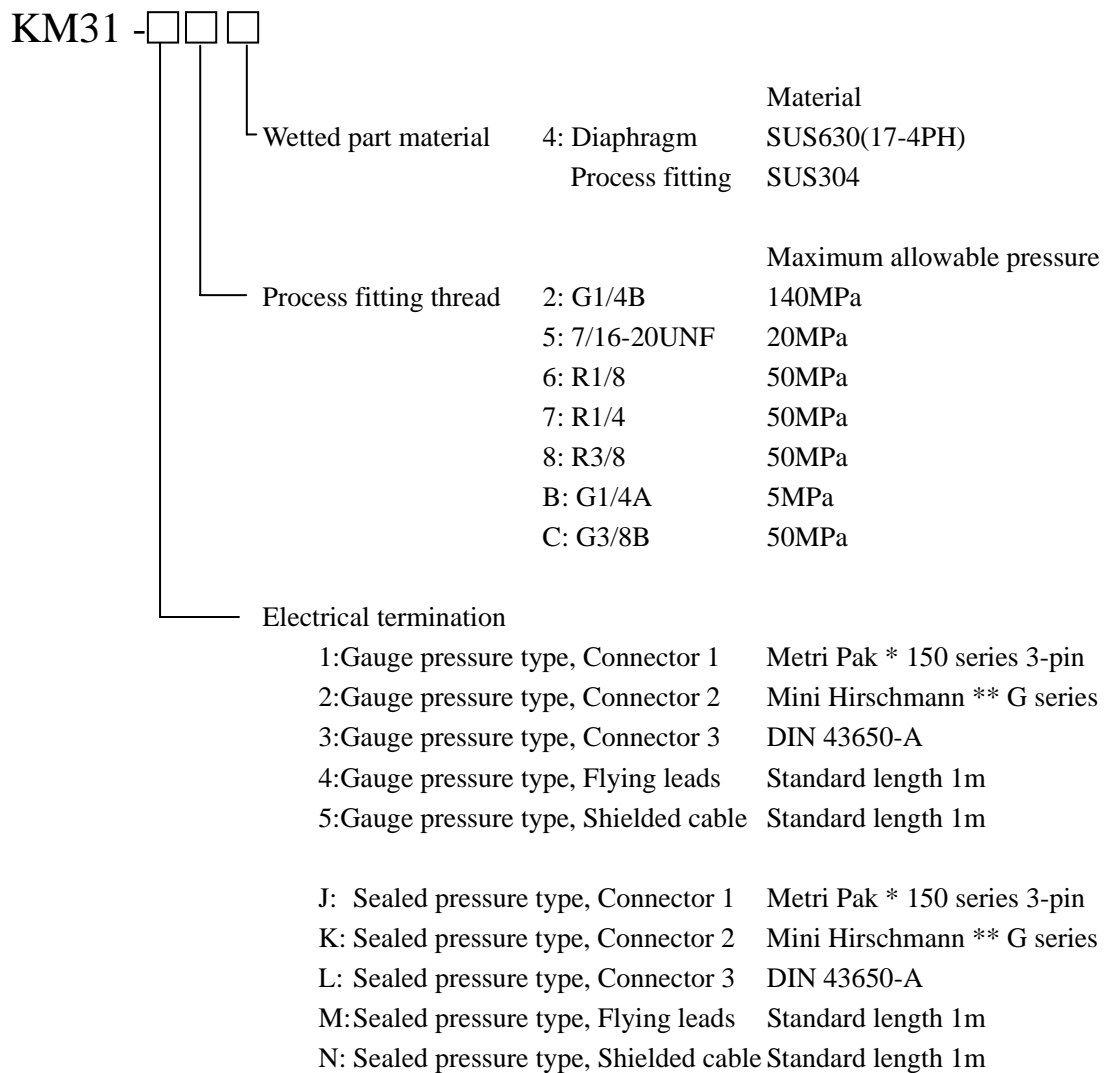 KM31 -□□ □
Material
Wetted part material 4: Diaphragm SUS630(17-4PH)
Process fitting SUS304
Maximum allowable pressure
Process fitting thread 2: G1/4B 140MPa
5: 7/16-20UNF 20MPa
6: R1/8 50MPa
7: R1/4 50MPa
8: R3/8 50MPa
B: G1/4A 5MPa
C: G3/8B 50MPa
Electrical termination
1:Gauge pressure type, Connector 1 Metri Pak * 150 series 3-pin
2:Gauge pressure type, Connector 2 Mini Hirschmann ** G series
3:Gauge pressure type, Connector 3 DIN 43650-A
4:Gauge pressure type, Flying leads Standard length 1m
5:Gauge pressure type, Shielded cable Standard length 1m
J: Sealed pressure type, Connector 1 Metri Pak * 150 series 3-pin
K: Sealed pressure type, Connector 2 Mini Hirschmann ** G series
L: Sealed pressure type, Connector 3 DIN 43650-A
M:Sealed pressure type, Flying leads Standard length 1m
N: Sealed pressure type, Shielded cable Standard length 1m